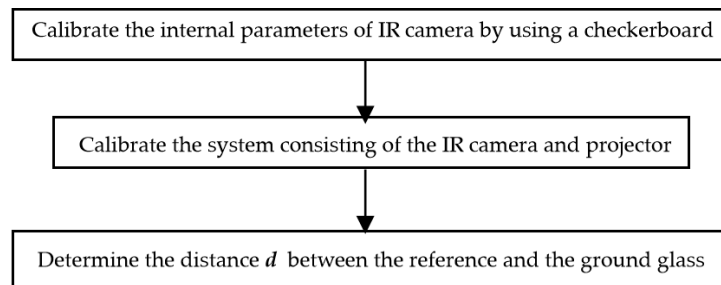 Calibrate the internal parameters of IR camera by using a checkerboard
Calibrate the system consisting of the IR camera and projector
Determine the distance d between the reference and the ground glass